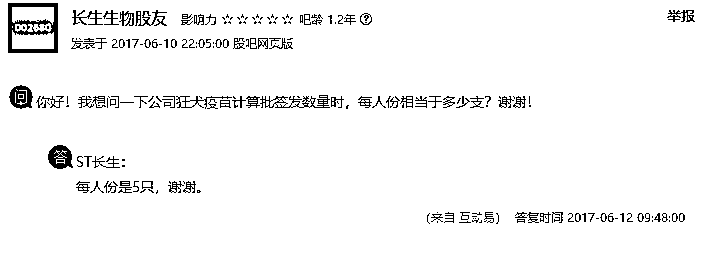 002680
长生生物股友 影响力 ☆☆☆☆☆ 吧龄 1.2年
举报
发表于 2017-06-10 22:05:00 股吧网页版
问 你好！我想问一下公司狂犬疫苗计算批签发数量时，每人份相当于多少支？谢谢！
答 ST长生：
每人份是5只，谢谢。
(来自 互动易) 答复时间 2017-06-12 09:48:00